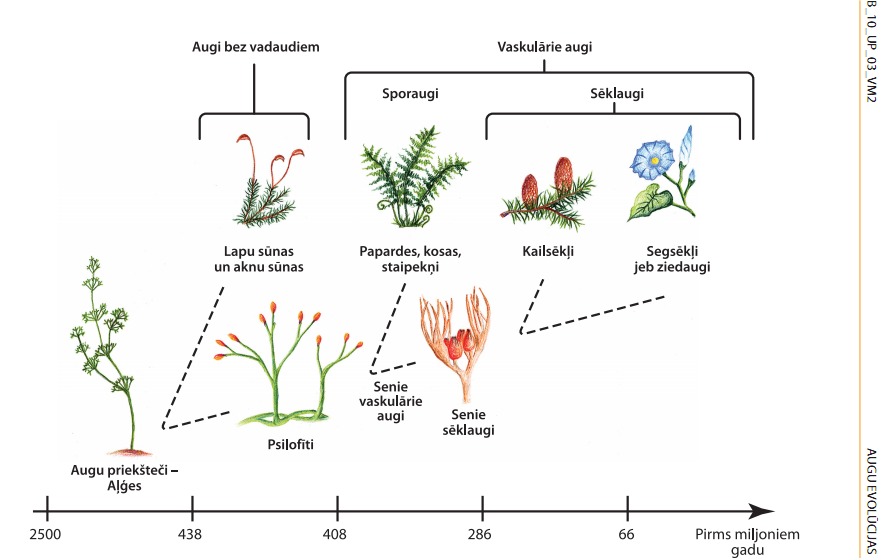 B_10_UP_03_VM2
Augi bez vadaudiem
Vaskulārie augi
Sporaugi
Sēklaugi
Lapu sūnas
un aknu sūnas
Papardes, kosas,
staipekņi
Kailsēkļi
Segsēkļi
jeb ziedaugi
Senie
vaskulārie
augi
Senie
sēklaugi
Psilofīti
Augu priekšteči –
Aļģes
2500
438
408
286
66
Pirms miljoniem
gadu
AUGU EVOLŪCIJAS